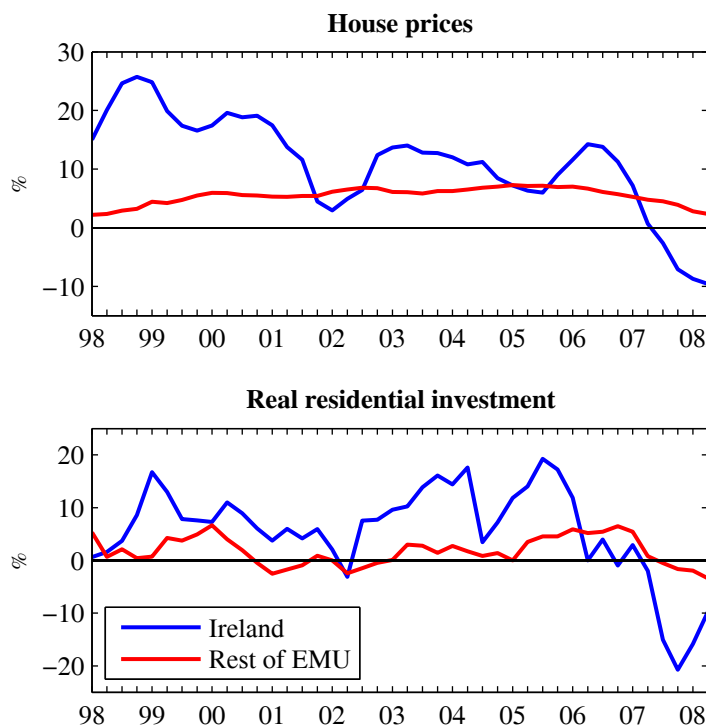 House prices
30
20
10
0
−10
%
98 99 00 01 02 03 04 05 06 07 08
Real residential investment
20
10
0
−10
−20
%
Ireland
Rest of EMU
98 99 00 01 02 03 04 05 06 07 08